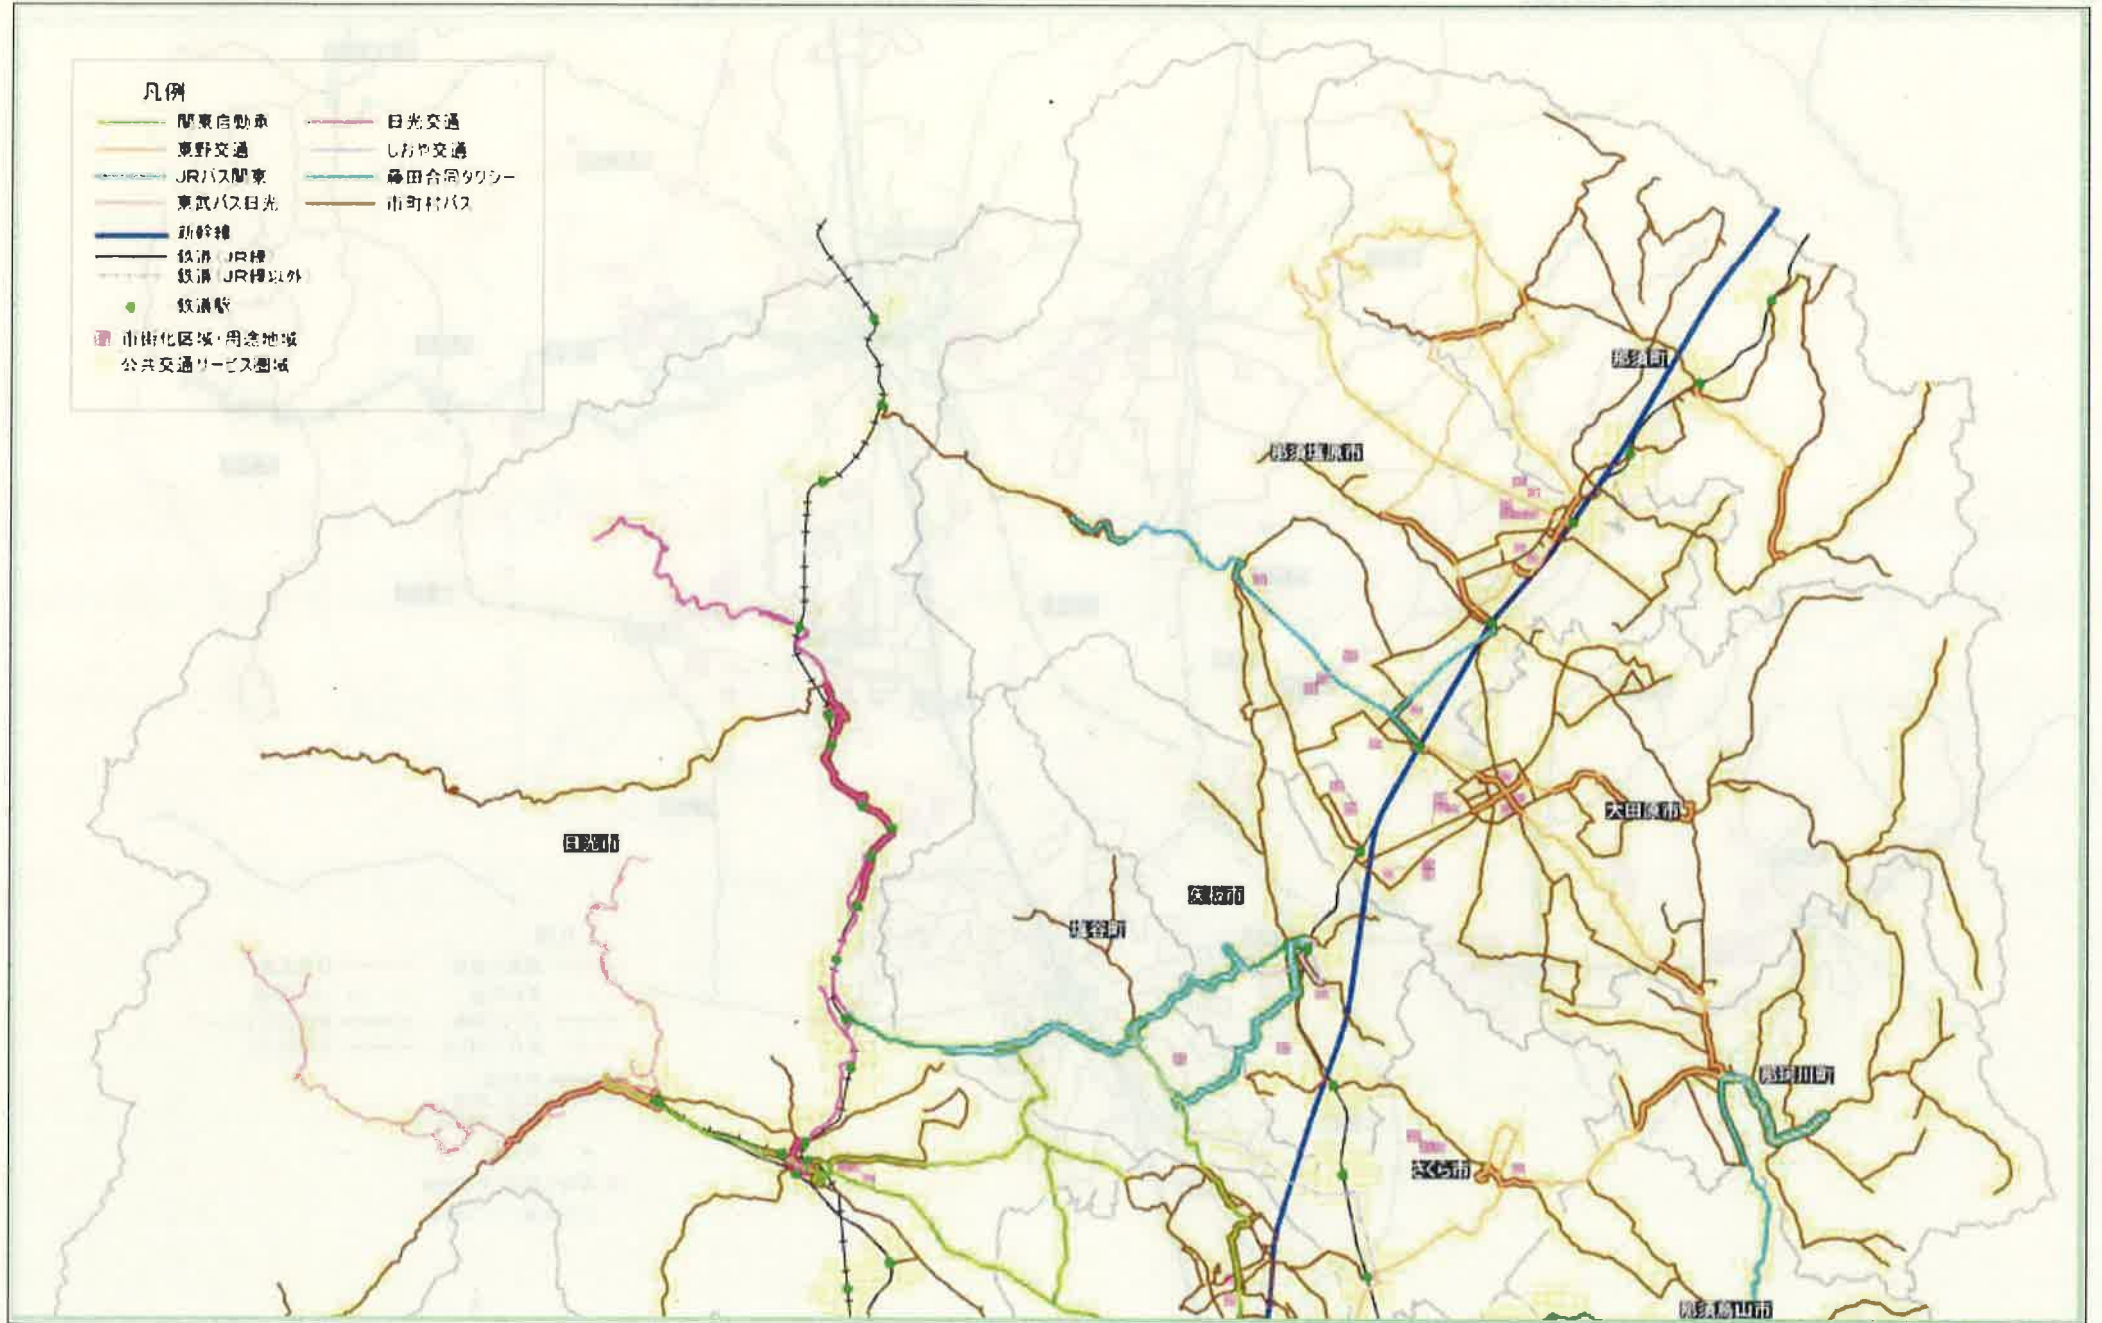 凡例
関東自動車
日光交通
東野交通
しおや交通
JRバス関東
藤田合同タクシー
東武バス日光
市町村バス
新幹線
鉄道(JR線)
鉄道(JR線以外)
鉄道駅
市街化区域・用途地域
公共交通サービス圏域
那須町
那須塩原市
大田原市
日光市
矢板市
塩谷町
那珂川町
さくら市
那須烏山市